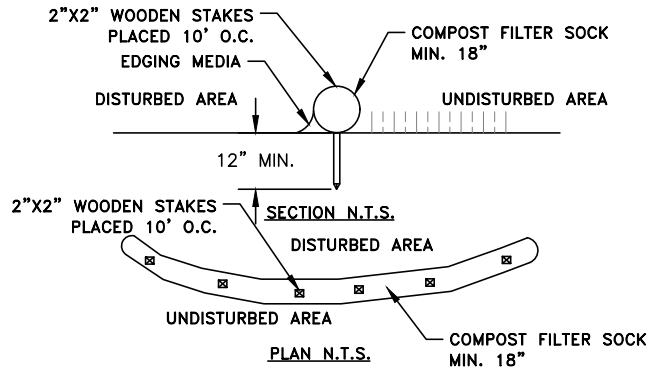 2"X2" WOODEN STAKES
PLACED 10' O.C.
EDGING MEDIA
COMPOST FILTER SOCK
MIN. 18"
DISTURBED AREA
UNDISTURBED AREA
12" MIN.
SECTION N.T.S.
2"X2" WOODEN STAKES
PLACED 10' O.C.
DISTURBED AREA
UNDISTURBED AREA
COMPOST FILTER SOCK
MIN. 18"
PLAN N.T.S.